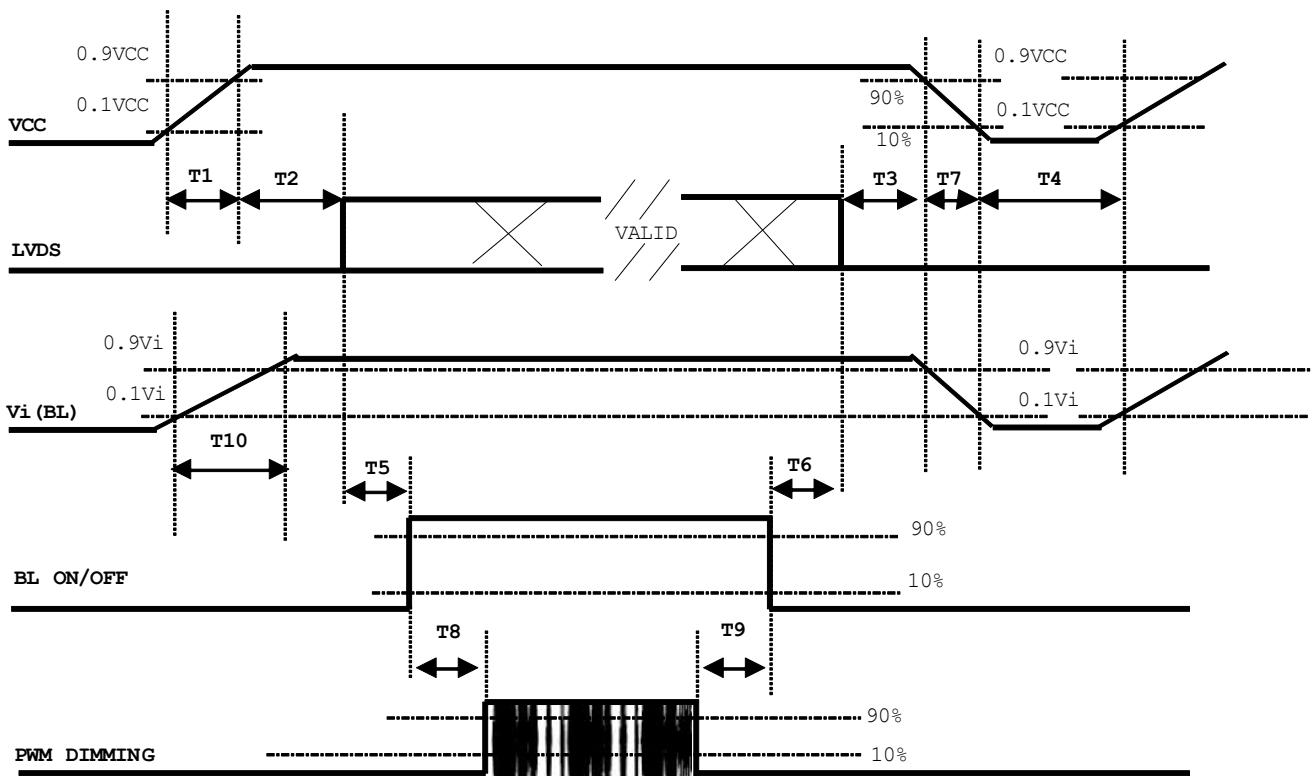 0.9VCC
0.9VCC
90%
0.1VCC
0.1VCC
VCC
10%
T1
T2
T3
T7
T4
VALID
LVDS
0.9Vi
0.9Vi
0.1Vi
0.1Vi
Vi(BL)
T10
T5
T6
90%
BL ON/OFF
10%
T8
T9
90%
PWM DIMMING
10%